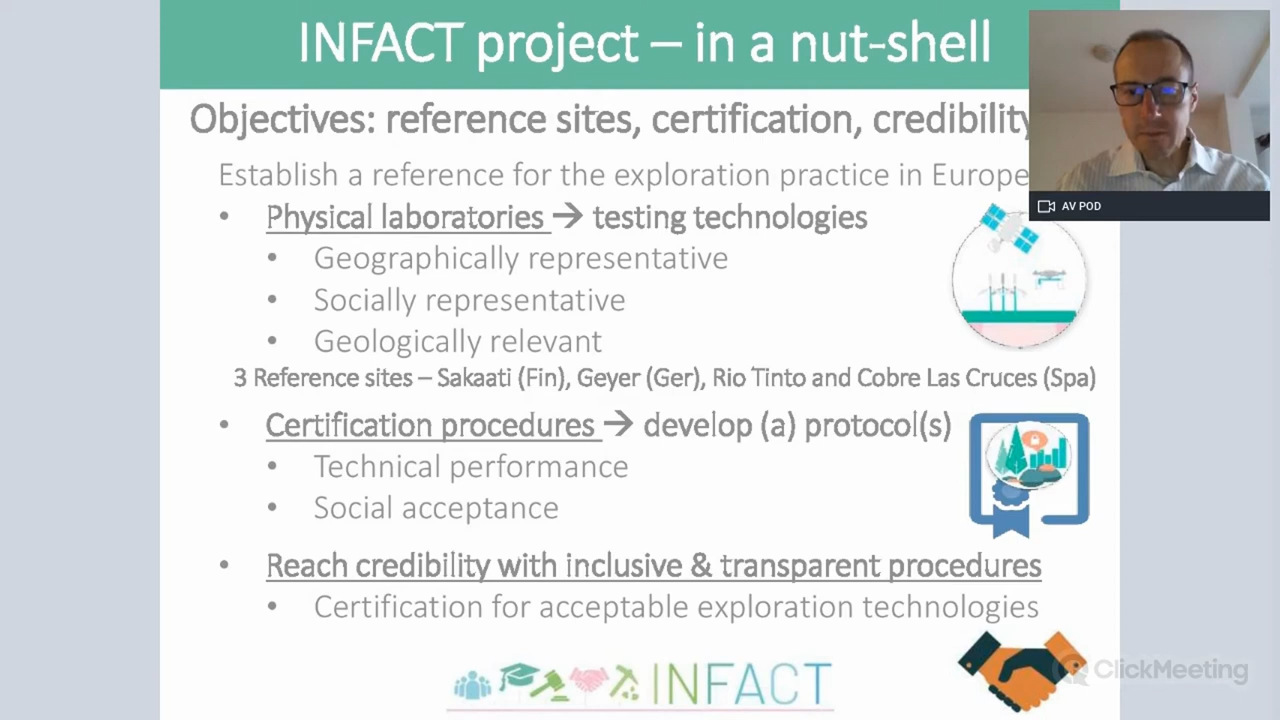 INFACT project – in a nut-shell
Objectives: reference sites, certification, credibility
Establish a reference for the exploration practice in Europe
• Physical laboratories → testing technologies
• Geographically representative
• Socially representative
• Geologically relevant
3 Reference sites – Sakaati (Fin), Geyer (Ger), Rio Tinto and Cobre Las Cruces (Spa)
• Certification procedures → develop (a) protocol(s)
• Technical performance
• Social acceptance
• Reach credibility with inclusive & transparent procedures
• Certification for acceptable exploration technologies
INFACT
AV POD
ClickMeeting